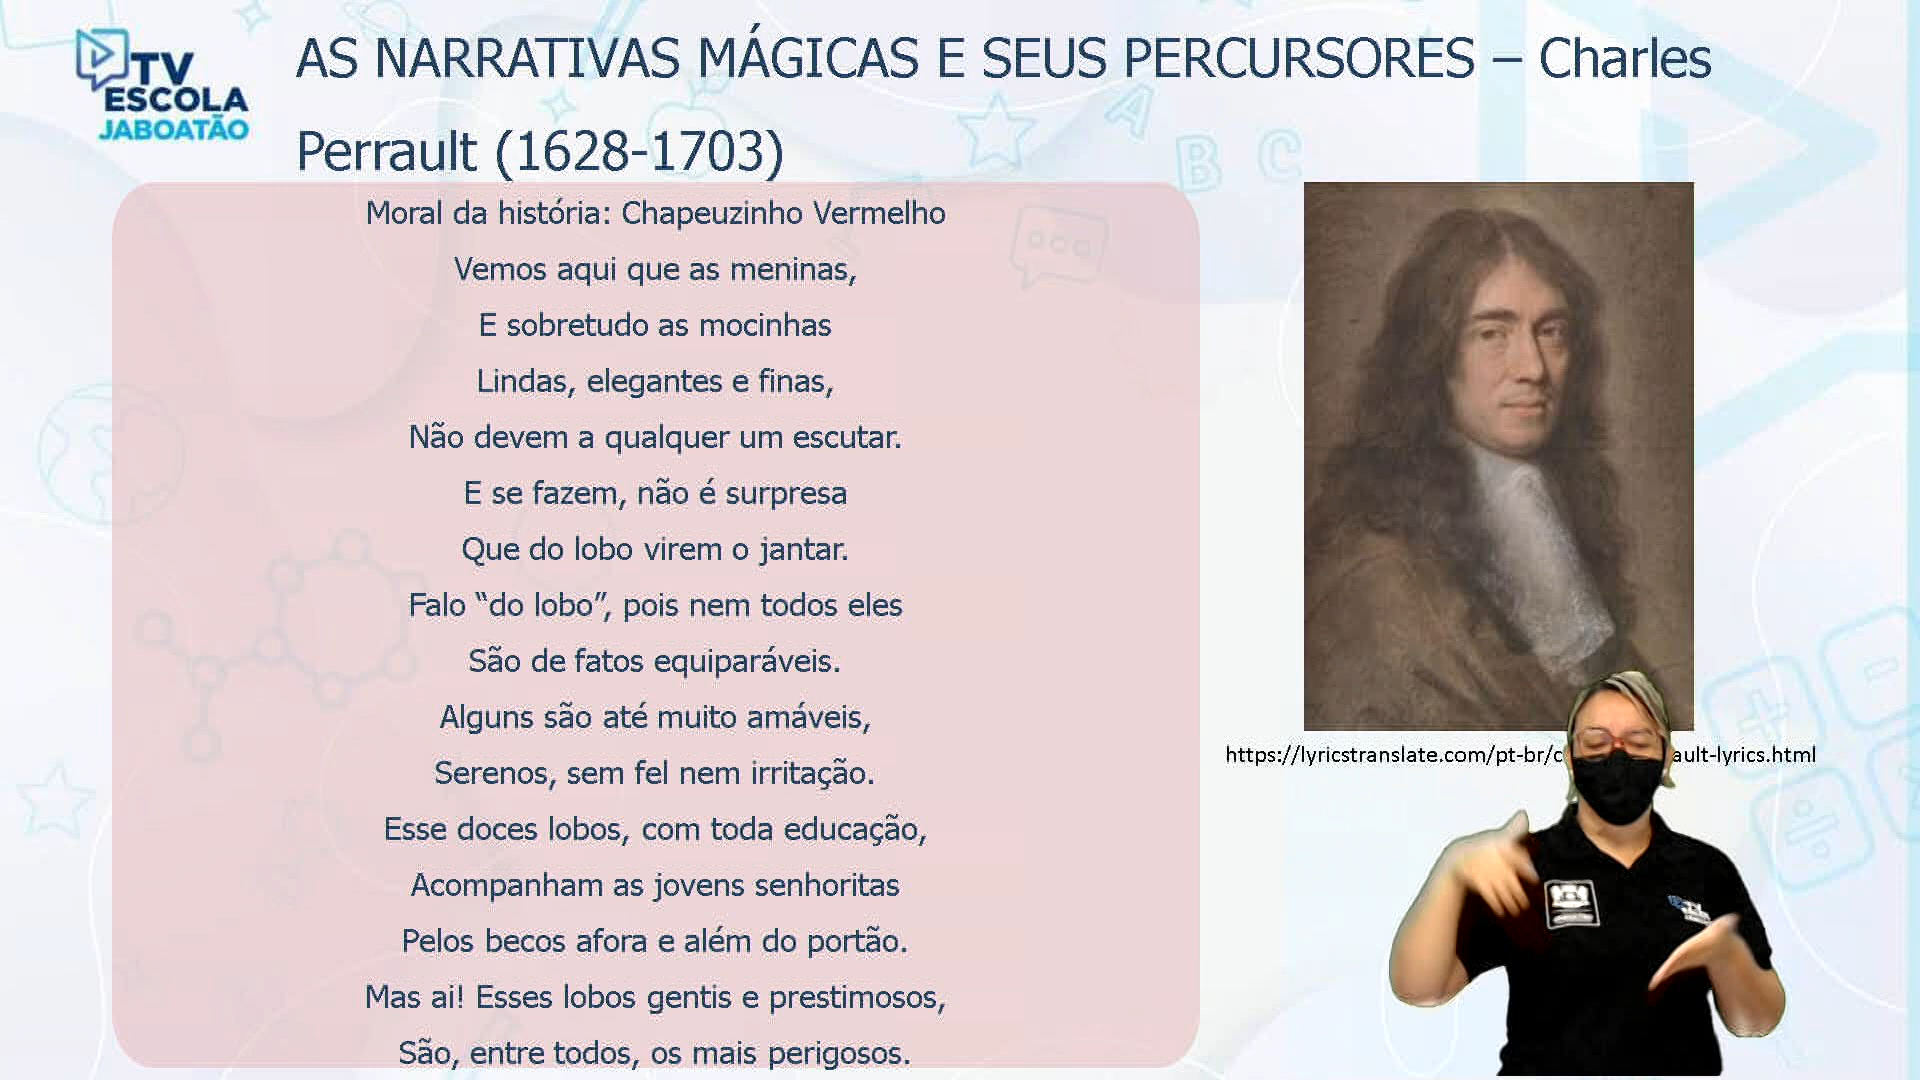 TV
ESCOLA
JABOATÃO
AS NARRATIVAS MÁGICAS E SEUS PERCURSORES – Charles
Perrault (1628-1703)
Moral da história: Chapeuzinho Vermelho
Vemos aqui que as meninas,
E sobretudo as mocinhas
Lindas, elegantes e finas,
Não devem a qualquer um escutar.
E se fazem, não é surpresa
Que do lobo virem o jantar.
Falo “do lobo”, pois nem todos eles
São de fatos equiparáveis.
Alguns são até muito amáveis,
Serenos, sem fel nem irritação.
Esse doces lobos, com toda educação,
Acompanham as jovens senhoritas
Pelos becos afora e além do portão.
Mas ai! Esses lobos gentis e prestimosos,
São, entre todos, os mais perigosos.
https://lyricstranslate.com/pt-br/c ault-lyrics.html
A B C
TV